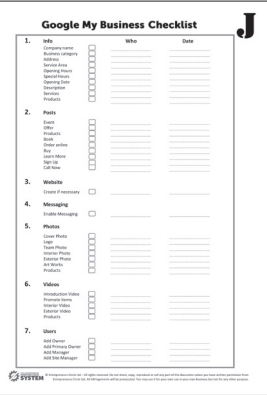 Google My Business Checklist
J
1. Info Who Date
Company name
Business category
Address
Service Area
Opening Hours
Special Hours
Opening Date
Description
Services
Products
2. Posts
Event
Offer
Products
Book
Order online
Buy
Learn More
Sign Up
Call Now
3. Website
Create if necessary
4. Messaging
Enable Messaging
5. Photos
Cover Photo
Logo
Team Photo
Interior Photo
Exterior Photo
Art Works
Products
6. Videos
Introduction Video
Promote Items
Interior Video
Exterior Video
Products
7. Users
Add Owner
Add Primary Owner
Add Manager
Add Site Manager
SYSTEM